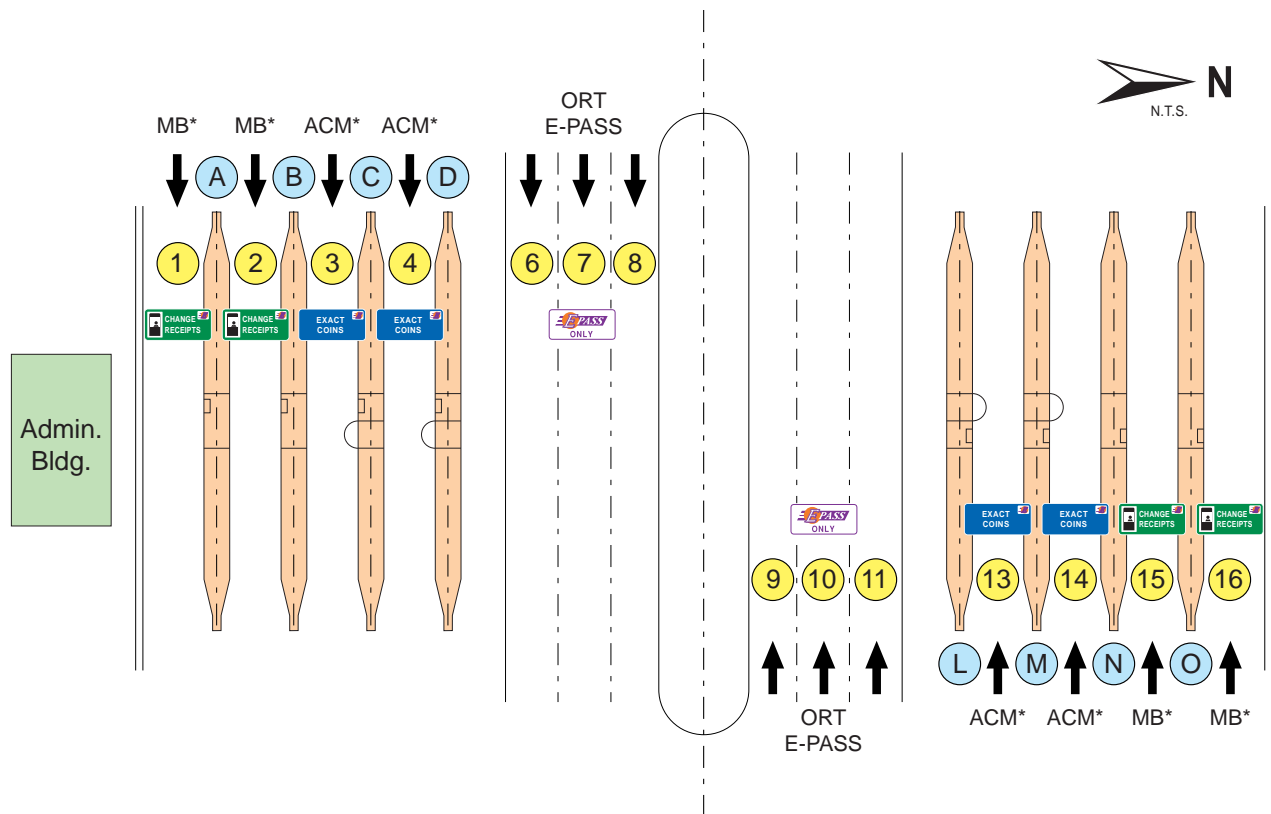 ORT
E-PASS
N
N.T.S.
MB* MB* ACM* ACM*
A B C D
1 2 3 4 6 7 8
CHANGE
RECEIPTS
CHANGE
RECEIPTS
EXACT
COINS
EXACT
COINS
E PASS
ONLY
Admin.
Bldg.
E PASS
ONLY
EXACT
COINS
EXACT
COINS
CHANGE
RECEIPTS
CHANGE
RECEIPTS
9 10 11 13 14 15 16
L M N O
ORT
E-PASS
ACM* ACM* MB* MB*